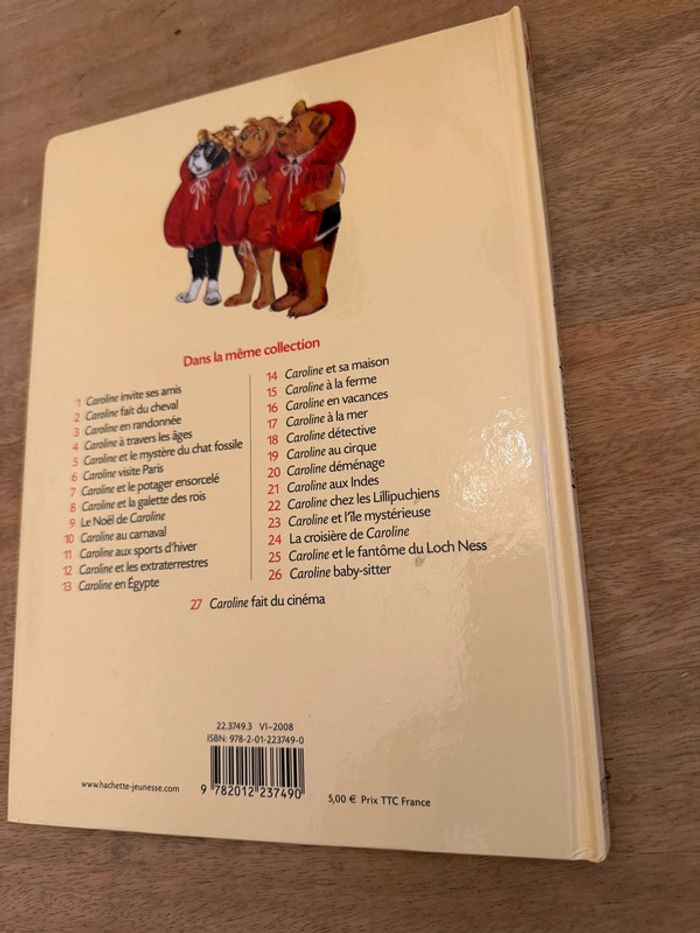 Dans la même collection
1 Caroline invite ses amis
2 Caroline fait du cheval
3 Caroline en randonnée
4 Caroline à travers les âges
5 Caroline et le mystère du chat fossile
6 Caroline visite Paris
7 Caroline et le potager ensorcelé
8 Caroline et la galette des rois
9 Le Noël de Caroline
10 Caroline au carnaval
11 Caroline aux sports d'hiver
12 Caroline et les extraterrestres
13 Caroline en Égypte
14 Caroline et sa maison
15 Caroline à la ferme
16 Caroline en vacances
17 Caroline à la mer
18 Caroline détective
19 Caroline au cirque
20 Caroline déménage
21 Caroline aux Indes
22 Caroline chez les Lillipuchiens
23 Caroline et l'île mystérieuse
24 La croisière de Caroline
25 Caroline et le fantôme du Loch Ness
26 Caroline baby-sitter
27 Caroline fait du cinéma
22.3749.3 VI-2008
ISBN: 978-2-01-223749-0
www.hachette-jeunesse.com
9 782012 237490
5,00 € Prix TTC France